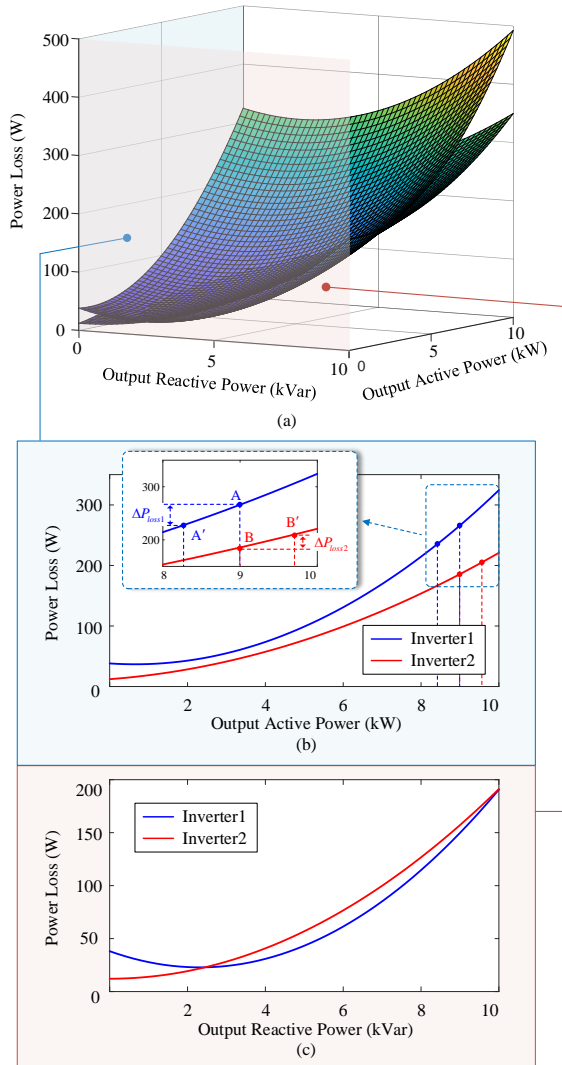 500
400
300
200
100
0
Power Loss (W)
0
5
10
Output Reactive Power (kVar)
0
5
10
Output Active Power (kW)
(a)
300
200
8
9
10
ΔP_loss1
A
A′
B
B′
ΔP_loss2
300
200
100
0
Power Loss (W)
Inverter1
Inverter2
2
4
6
8
10
Output Active Power (kW)
(b)
200
150
100
50
0
Power Loss (W)
Inverter1
Inverter2
0
2
4
6
8
10
Output Reactive Power (kVar)
(c)